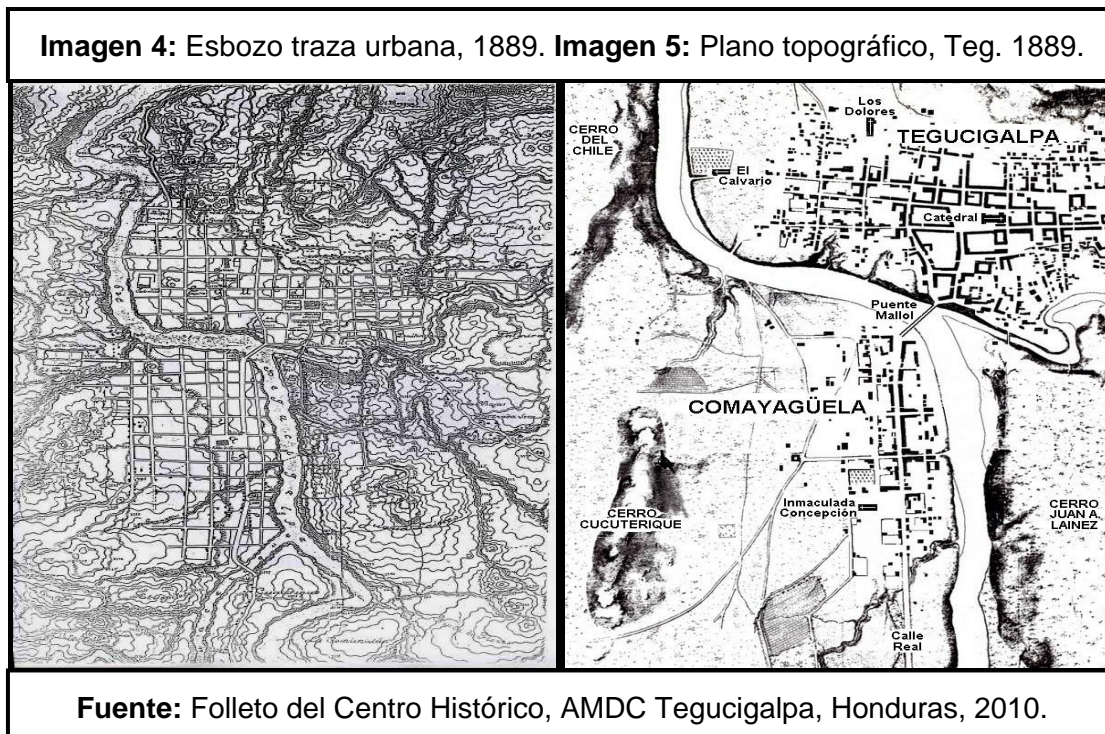 Imagen 4: Esbozo traza urbana, 1889. Imagen 5: Plano topográfico, Teg. 1889.
Los
Dolores
TEGUCIGALPA
CERRO
DEL
CHILE
El
Calvario
Catedral
Puente
Mallol
COMAYAGÜELA
Inmaculada
Concepción
CERRO
CUCUTERIQUE
CERRO
JUAN A.
LAINEZ
Calle
Real
Fuente: Folleto del Centro Histórico, AMDC Tegucigalpa, Honduras, 2010.